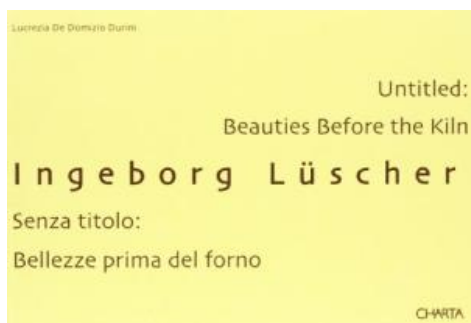 Lucrezia De Domizio Durini
Untitled:
Beauties Before the Kiln
Ingeborg Lüscher
Senza titolo:
Bellezze prima del forno
CHARTA